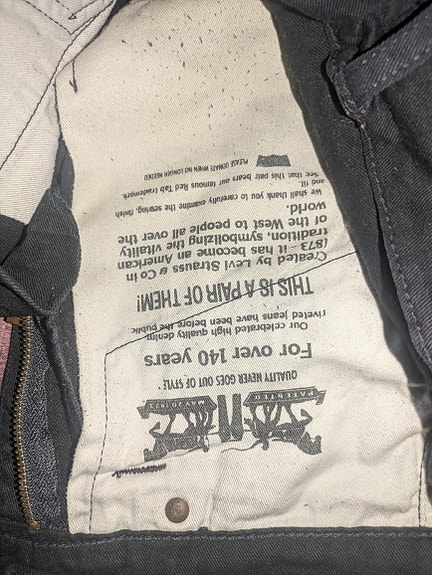 PATENTED MAY 20 1873
QUALITY NEVER GOES OUT OF STYLE
For over 140 years
Our celebrated high quality denim
riveted jeans have been before the public
THIS IS A PAIR OF THEM!
Created by Levi Strauss & Co in
1873 - it has become an American
tradition, symbolizing the vitality
of the West to people all over the
world.
We shall thank you to carefully examine the sewing, finish
and fit.
See that this pair bears our famous Red Tab trademark.
PLEASE DONATE WHEN NO LONGER NEEDED